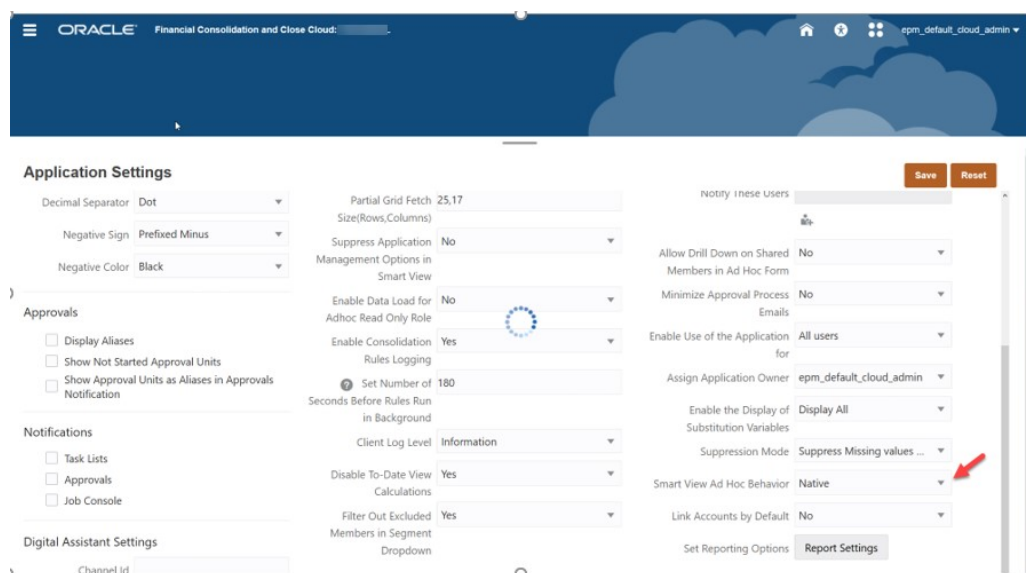 ORACLE® Financial Consolidation and Close Cloud: epm_default_cloud_admin
Application Settings
Save Reset
Decimal Separator Dot
Negative Sign Prefixed Minus
Negative Color Black
Approvals
Display Aliases
Show Not Started Approval Units
Show Approval Units as Aliases in Approvals
Notification
Notifications
Task Lists
Approvals
Job Console
Digital Assistant Settings
Channel Id
Partial Grid Fetch 25,17
Size(Rows,Columns)
Suppress Application No
Management Options in
Smart View
Enable Data Load for No
Adhoc Read Only Role
Enable Consolidation Yes
Rules Logging
Set Number of 180
Seconds Before Rules Run
in Background
Client Log Level Information
Disable To-Date View Yes
Calculations
Filter Out Excluded Yes
Members in Segment
Dropdown
Notify These Users
Allow Drill Down on Shared No
Members in Ad Hoc Form
Minimize Approval Process No
Emails
Enable Use of the Application All users
for
Assign Application Owner epm_default_cloud_admin
Enable the Display of Display All
Substitution Variables
Suppression Mode Suppress Missing values ...
Smart View Ad Hoc Behavior Native
Link Accounts by Default No
Set Reporting Options Report Settings